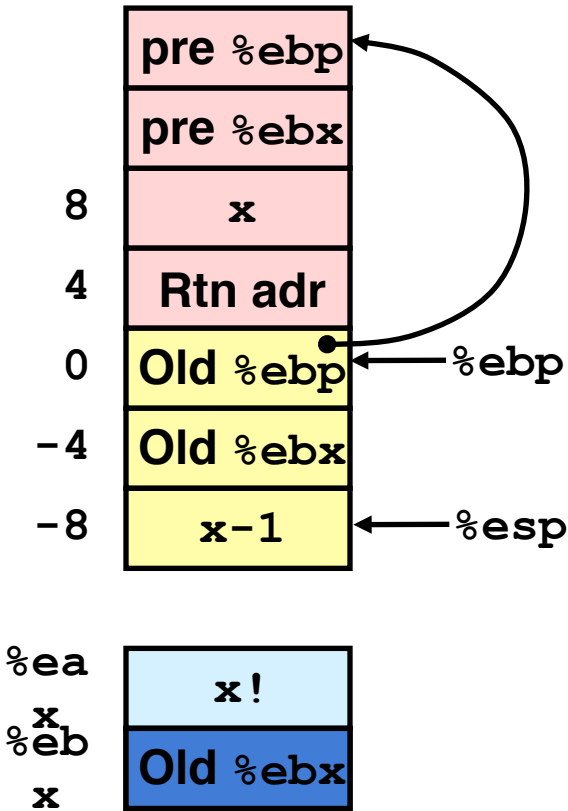 pre %ebp
pre %ebx
8 x
4 Rtn adr
0 Old %ebp %ebp
-4 Old %ebx
-8 x-1 %esp
%ea
x
x!
%eb
x
Old %ebx